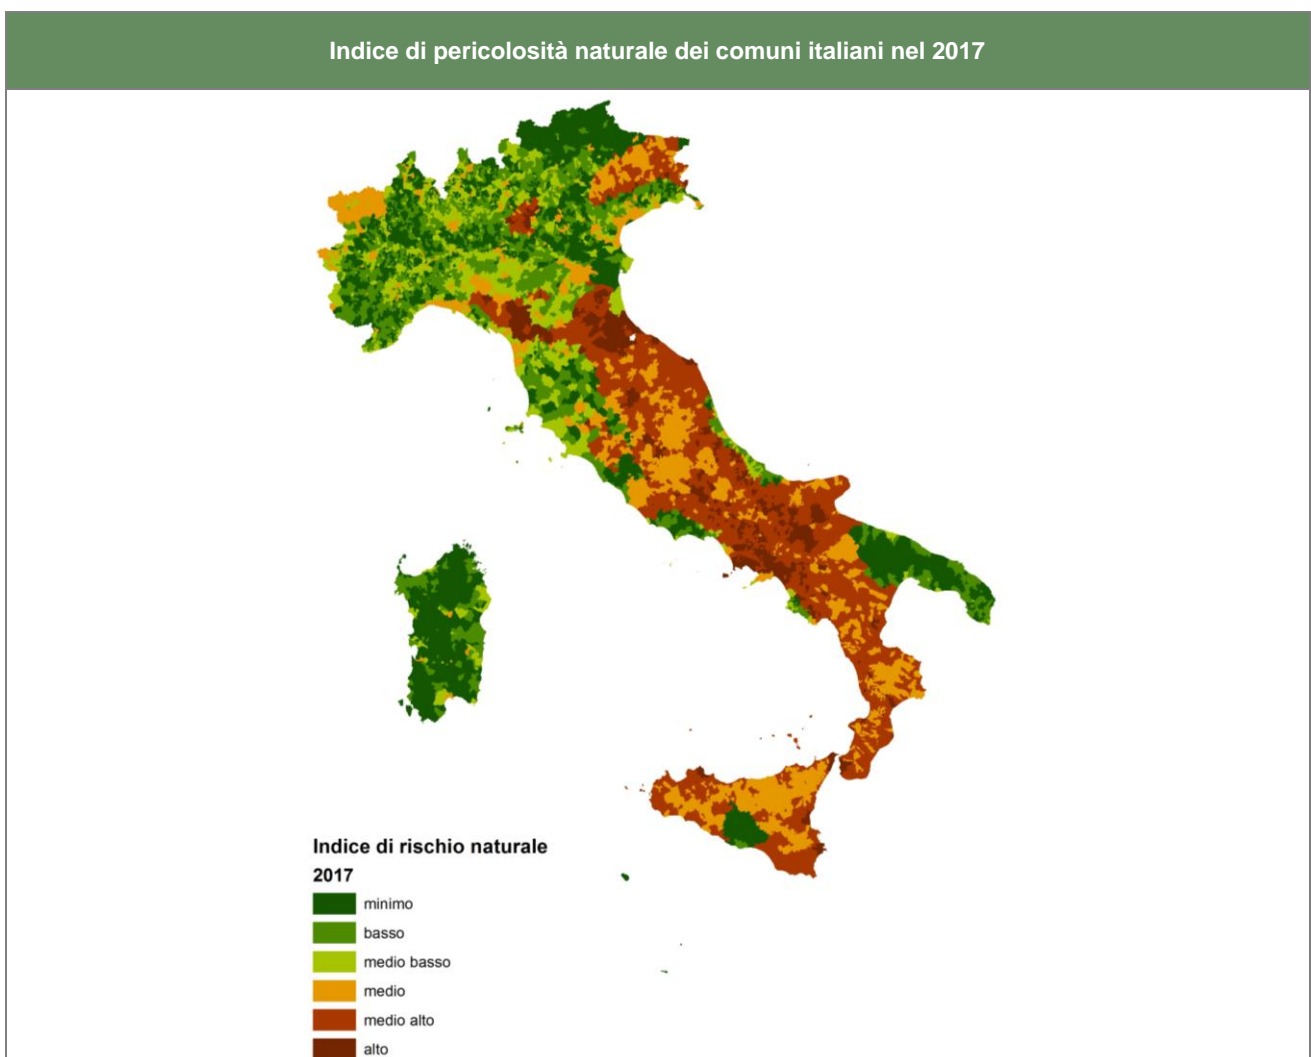 Indice di pericolosità naturale dei comuni italiani nel 2017
Indice di rischio naturale
2017
minimo
basso
medio basso
medio
medio alto
alto